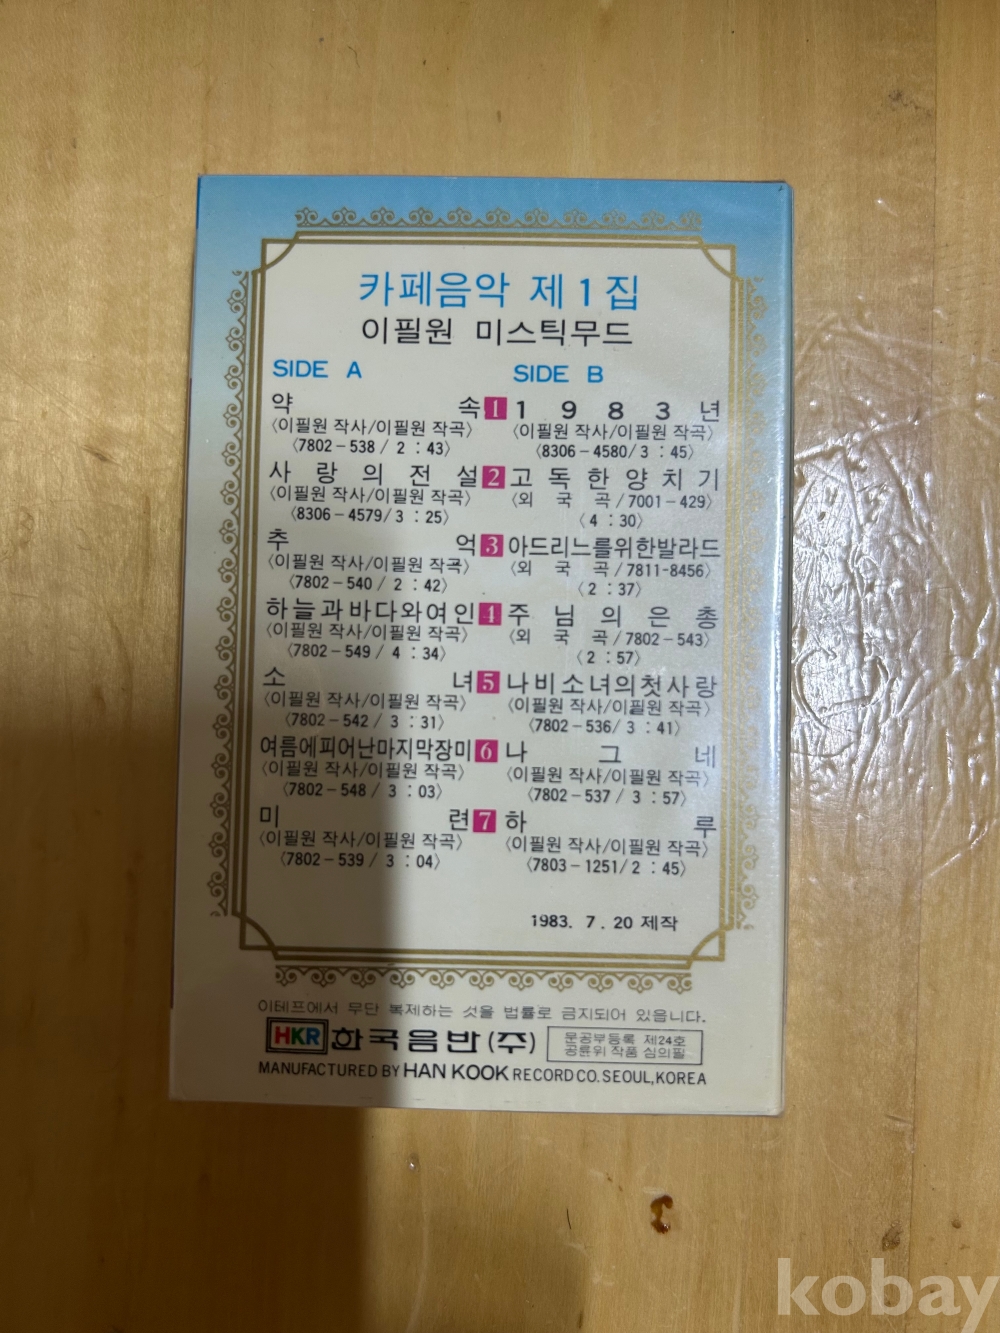 카페음악 제1집
이필원 미스틱무드
SIDE A
SIDE B
약 속 1 1983년
〈이필원 작사/이필원 작곡〉 〈이필원 작사/이필원 작곡〉
〈7802-538 / 2 : 43〉 〈8306-4580/3 : 45〉
사랑의전설 2 고독한양치기
〈이필원 작사/이필원 작곡〉 〈외 국 곡/7001-429〉
〈8306-4579/3 : 25〉 〈4 : 30〉
추 억 3 아드리느를위한발라드
〈이필원 작사/이필원 작곡〉 〈외 국 곡/7811-8456〉
〈7802-540 / 2 : 42〉 〈2 : 37〉
하늘과바다와여인 4 주님의은총
〈이필원 작사/이필원 작곡〉 〈외 국 곡/7802-543〉
〈7802-549 / 4 : 34〉 〈2 : 57〉
소 녀 5 나비소녀의첫사랑
〈이필원 작사/이필원 작곡〉 〈이필원 작사/이필원 작곡〉
〈7802-542 / 3 : 31〉 〈7802-536/ 3 : 41〉
여름에피어난마지막장미 6 나 그 네
〈이필원 작사/이필원 작곡〉 〈이필원 작사/이필원 작곡〉
〈7802-548 / 3 : 03〉 〈7802-537 / 3 : 57〉
미 련 7 하 루
〈이필원 작사/이필원 작곡〉 〈이필원 작사/이필원 작곡〉
〈7802-539 / 3 : 04〉 〈7803-1251/ 2 : 45〉
1983. 7. 20 제작
이테프에서 무단 복제하는 것을 법률로 금지되어 있읍니다.
HKR 한국음반(주) 문공부등록 제24호
공륜위 작품 심의필
MANUFACTURED BY HAN KOOK RECORD CO. SEOUL, KOREA
kobay